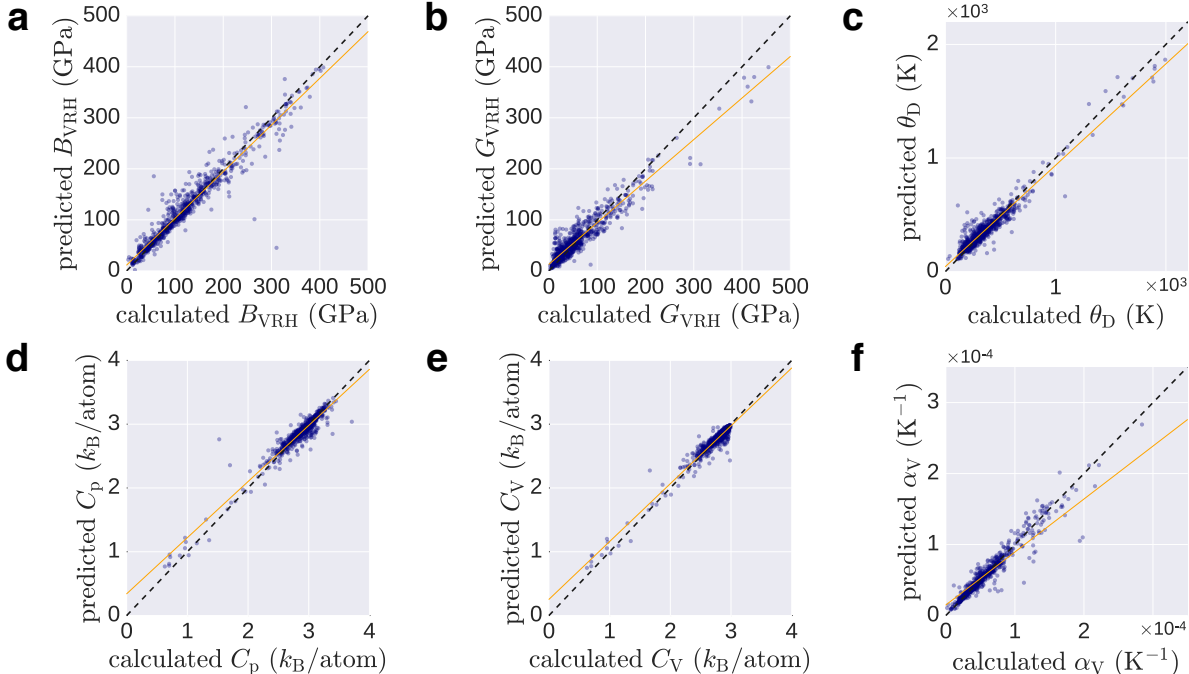 a
500
400
300
200
100
0
0 100 200 300 400 500
predicted B_VRH (GPa)
calculated B_VRH (GPa)
b
500
400
300
200
100
0
0 100 200 300 400 500
predicted G_VRH (GPa)
calculated G_VRH (GPa)
c
×10³
2
1
0
0 1 ×10³
predicted θ_D (K)
calculated θ_D (K)
d
4
3
2
1
0
0 1 2 3 4
predicted C_p (k_B/atom)
calculated C_p (k_B/atom)
e
4
3
2
1
0
0 1 2 3 4
predicted C_V (k_B/atom)
calculated C_V (k_B/atom)
f
×10⁻⁴
3
2
1
0
0 1 2 ×10⁻⁴
predicted α_V (K⁻¹)
calculated α_V (K⁻¹)